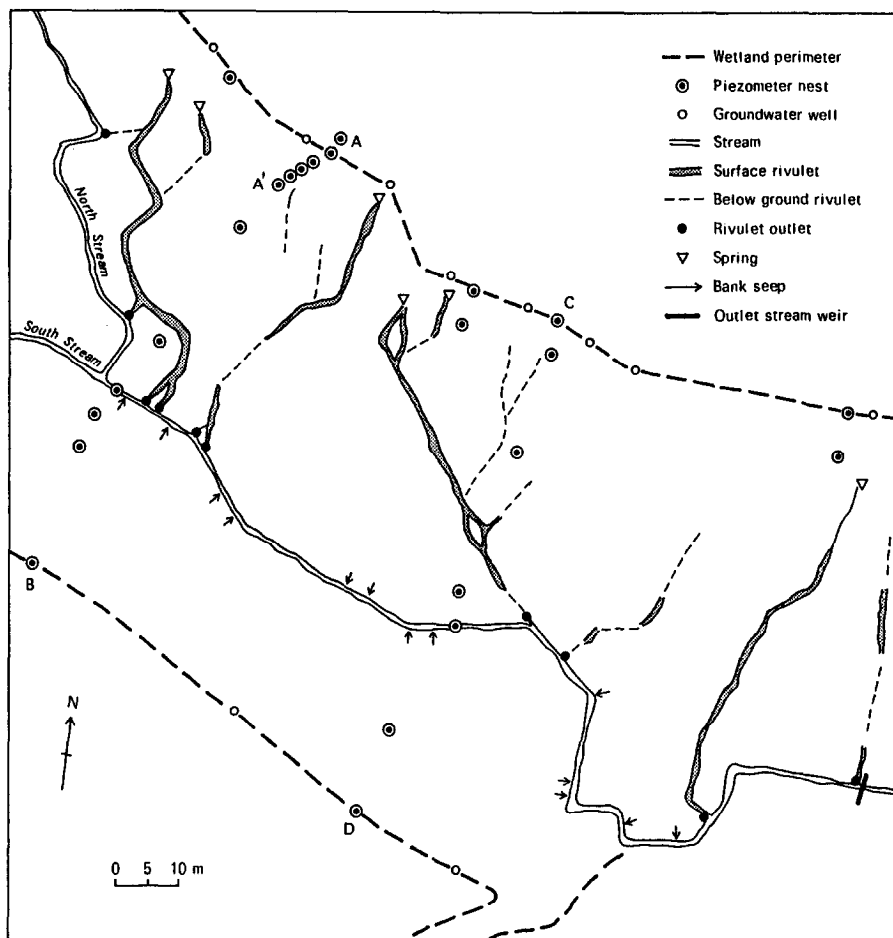 Wetland perimeter
Piezometer nest
Groundwater well
Stream
Surface rivulet
Below ground rivulet
Rivulet outlet
Spring
Bank seep
Outlet stream weir
A
A'
North Stream
South Stream
C
B
N
D
0 5 10 m